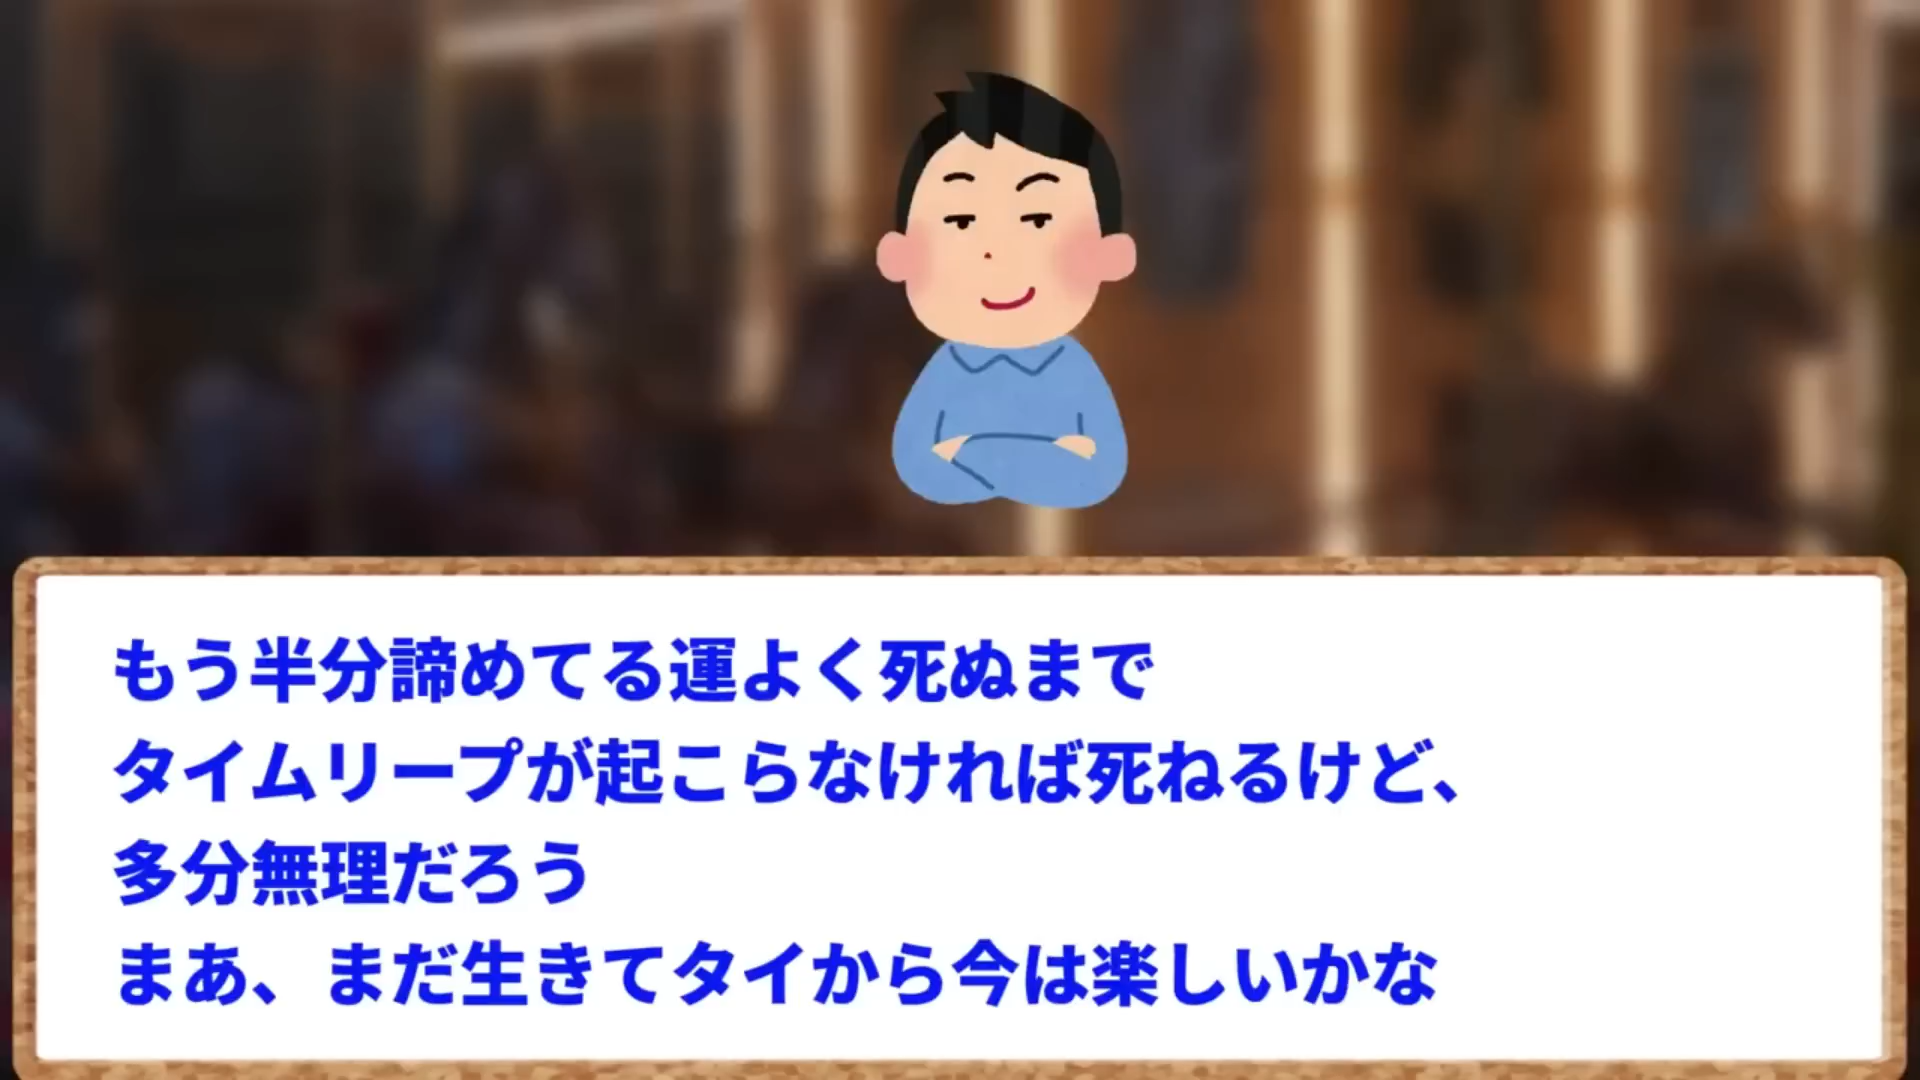 もう半分諦めてる運よく死ぬまで
タイムリープが起こらなければ死ねるけど、
多分無理だろう
まあ、まだ生きてタイから今は楽しいかな